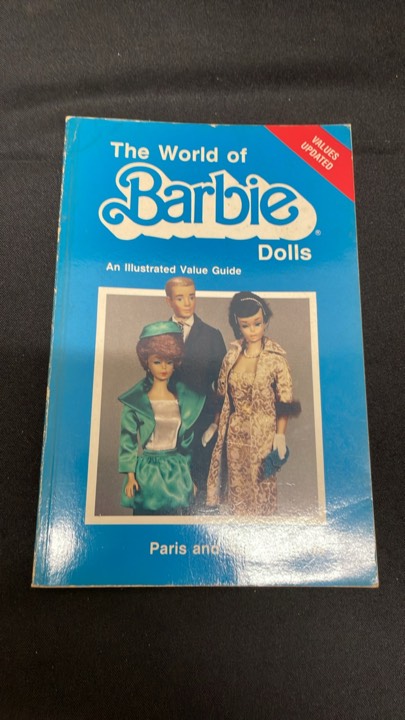 VALUES
UPDATED
The World of
Barbie®
Dolls
An Illustrated Value Guide
Paris and